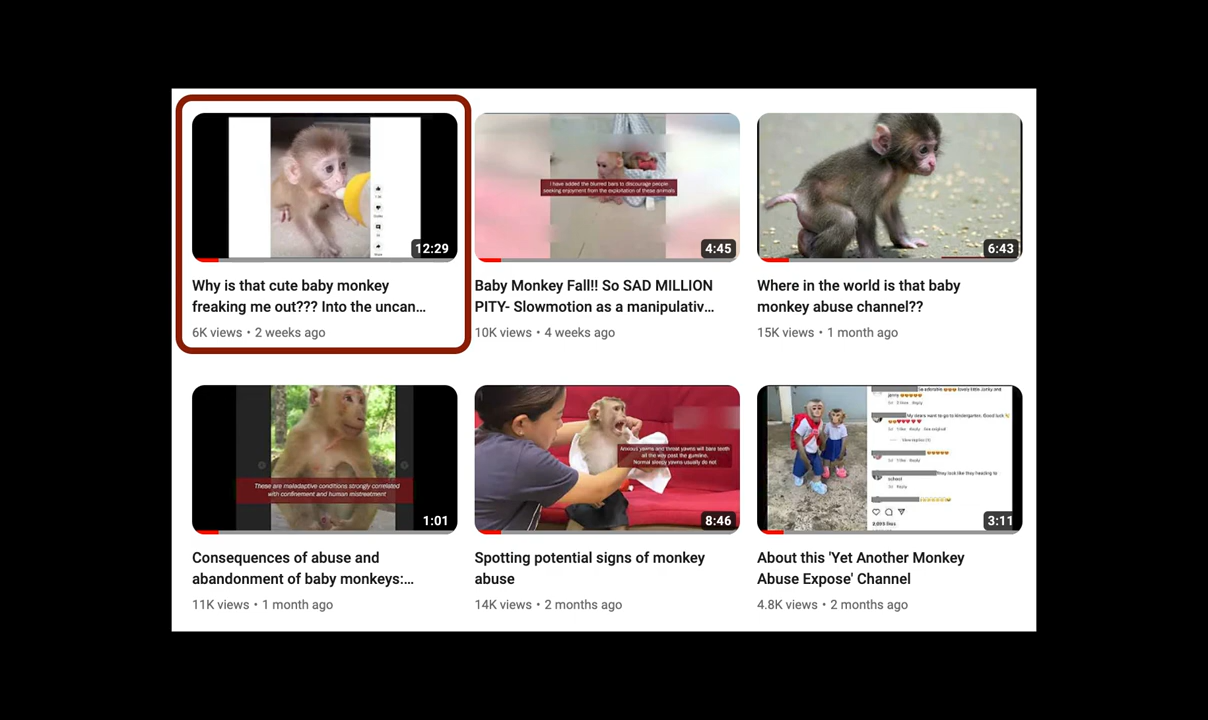 12:29
Why is that cute baby monkey
freaking me out??? Into the uncan...
6K views • 2 weeks ago
I have added the blurred bars to discourage people
seeking enjoyment from the exploitation of these animals
4:45
Baby Monkey Fall!! So SAD MILLION
PITY- Slowmotion as a manipulativ...
10K views • 4 weeks ago
6:43
Where in the world is that baby
monkey abuse channel??
15K views • 1 month ago
These are maladaptive conditions strongly correlated
with confinement and human mistreatment
1:01
Consequences of abuse and
abandonment of baby monkeys:...
11K views • 1 month ago
Anxious yawns and threat yawns will bare teeth
all the way past the gumline.
Normal sleepy yawns usually do not
8:46
Spotting potential signs of monkey
abuse
14K views • 2 months ago
My dears want to go to kindergarten. Good luck
they look like they heading to
school
3:11
About this 'Yet Another Monkey
Abuse Expose' Channel
4.8K views • 2 months ago